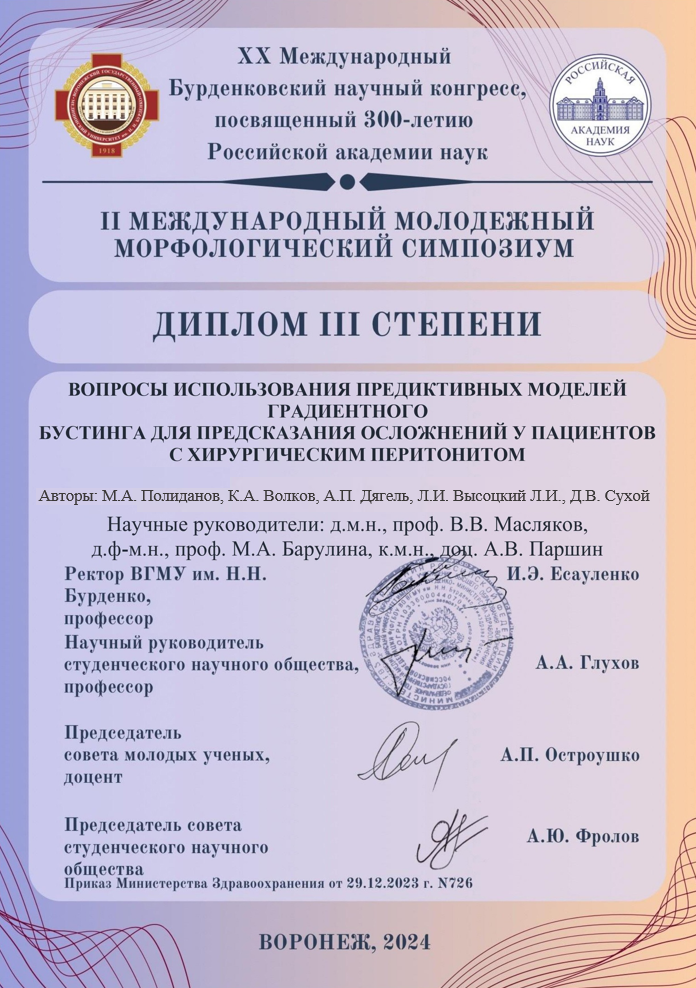 XX Международный
Бурденковский научный конгресс,
посвященный 300-летию
Российской академии наук
1918
РОССИЙСКАЯ
АКАДЕМИЯ
НАУК
II МЕЖДУНАРОДНЫЙ МОЛОДЕЖНЫЙ
МОРФОЛОГИЧЕСКИЙ СИМПОЗИУМ
ДИПЛОМ III СТЕПЕНИ
ВОПРОСЫ ИСПОЛЬЗОВАНИЯ ПРЕДИКТИВНЫХ МОДЕЛЕЙ
ГРАДИЕНТНОГО
БУСТИНГА ДЛЯ ПРЕДСКАЗАНИЯ ОСЛОЖНЕНИЙ У ПАЦИЕНТОВ
С ХИРУРГИЧЕСКИМ ПЕРИТОНИТОМ
Авторы: М.А. Полиданов, К.А. Волков, А.П. Дягель, Л.И. Высоцкий Л.И., Д.В. Сухой
Научные руководители: д.м.н., проф. В.В. Масляков,
д.ф-м.н., проф. М.А. Барулина, к.м.н., доц. А.В. Паршин
Ректор ВГМУ им. Н.Н.
Бурденко,
профессор
И.Э. Есауленко
Научный руководитель
студенческого научного общества,
профессор
А.А. Глухов
Председатель
совета молодых ученых,
доцент
А.П. Остроушко
Председатель совета
студенческого научного
общества
А.Ю. Фролов
Приказ Министерства Здравоохранения от 29.12.2023 г. N726
ВОРОНЕЖ, 2024